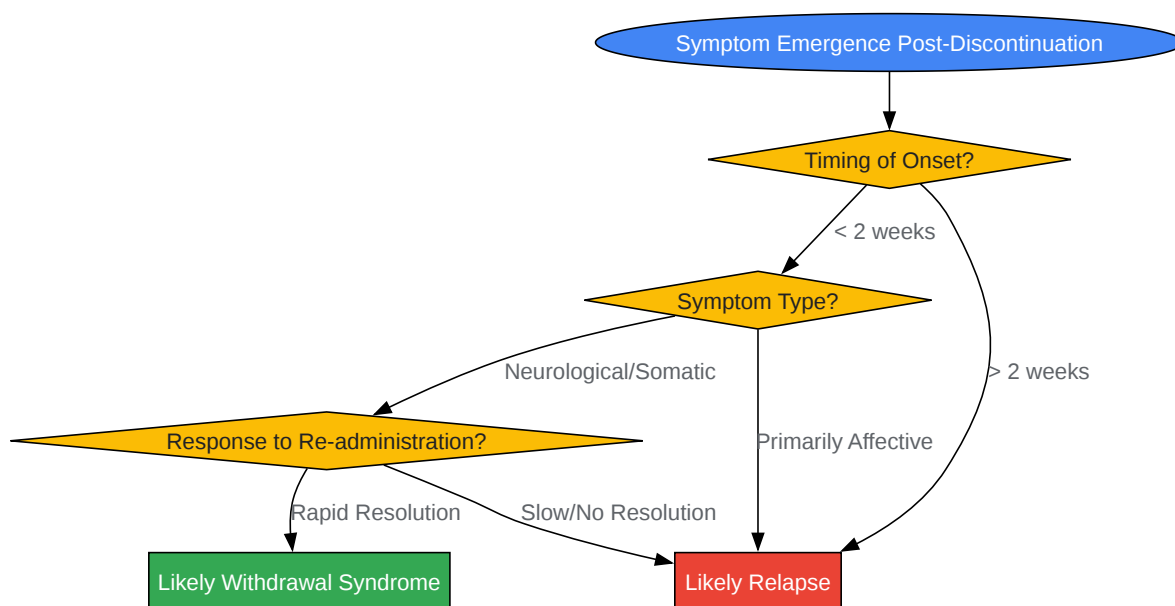 Symptom Emergence Post-Discontinuation
Timing of Onset?
< 2 weeks
Symptom Type?
> 2 weeks
Neurological/Somatic
Response to Re-administration?
Primarily Affective
Rapid Resolution
Slow/No Resolution
Likely Withdrawal Syndrome
Likely Relapse